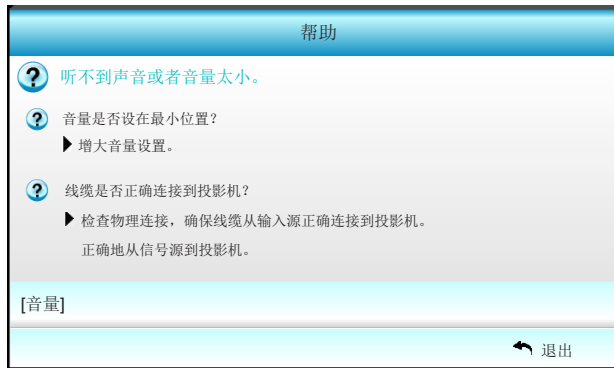 帮助
听不到声音或者音量太小。
音量是否设在最小位置?
增大音量设置。
线缆是否正确连接到投影机?
检查物理连接，确保线缆从输入源正确连接到投影机。
正确地从信号源到投影机。
[音量]
退出